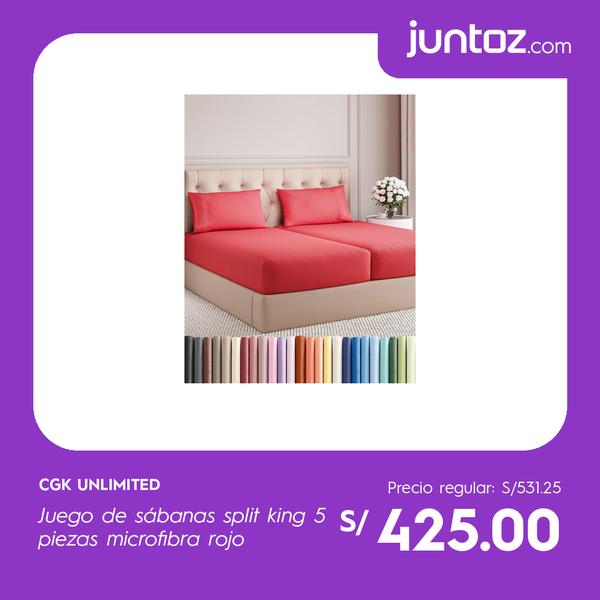 juntoz.com
CGK UNLIMITED
Juego de sábanas split king 5
piezas microfibra rojo
Precio regular: S/531.25
S/ 425.00